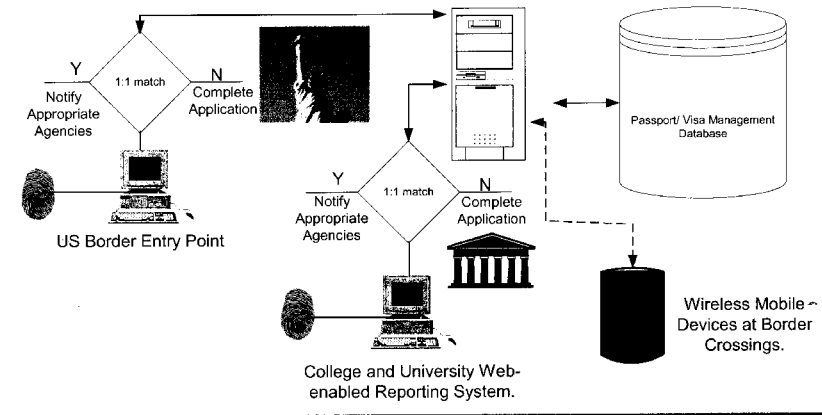 Y
1:1 match
N
Notify
Appropriate
Agencies
Complete
Application
US Border Entry Point
Y
1:1 match
N
Notify
Appropriate
Agencies
Complete
Application
College and University Web-
enabled Reporting System.
Passport/ Visa Management
Database
Wireless Mobile
Devices at Border
Crossings.